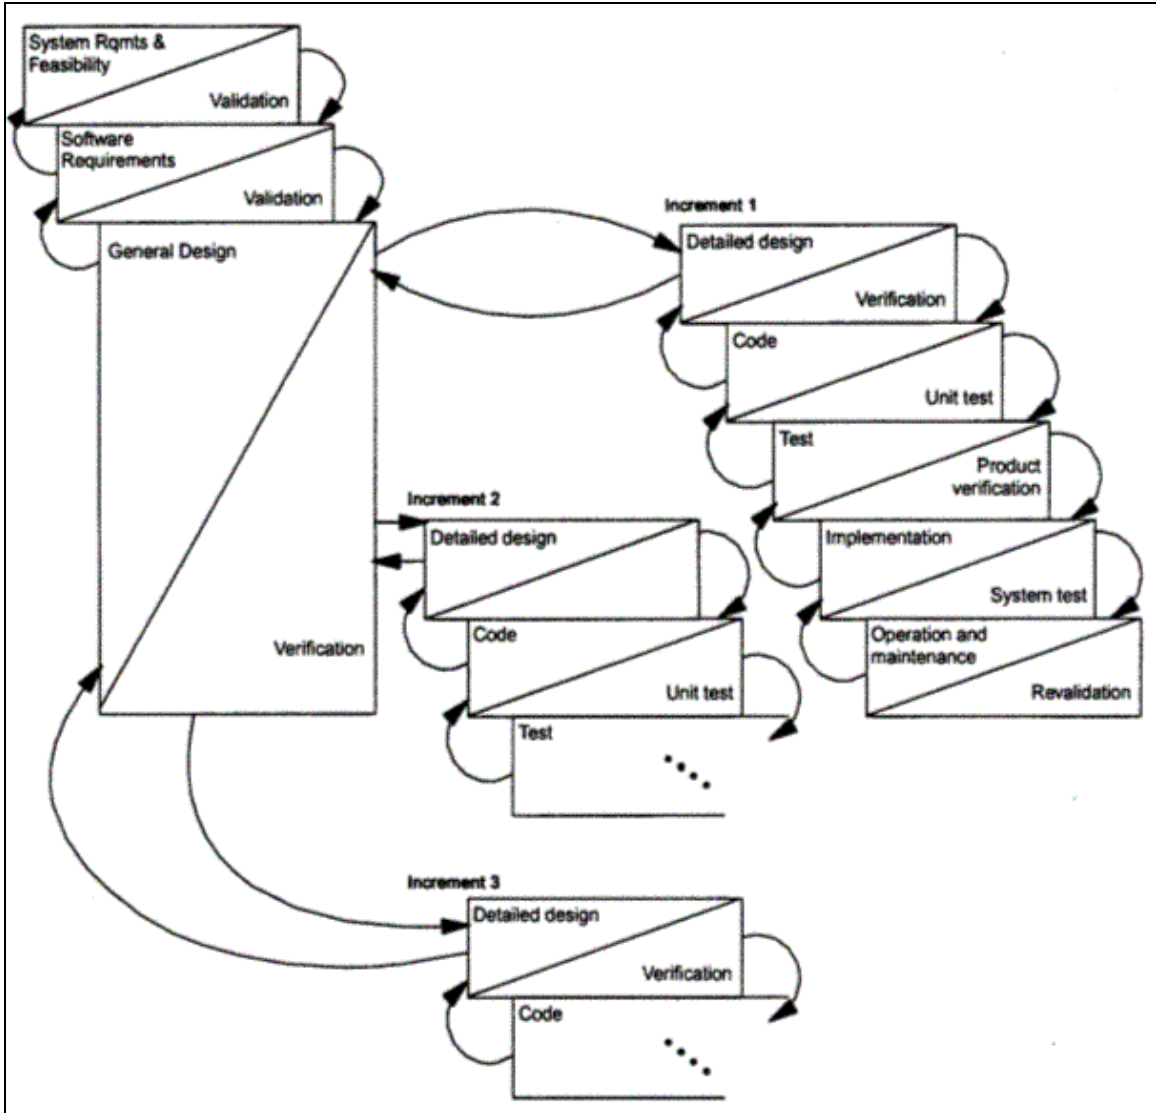 System Rqmts &
Feasibility
Validation
Software
Requirements
Validation
General Design
Verification
Increment 1
Detailed design
Verification
Code
Unit test
Test
Product
verification
Implementation
System test
Operation and
maintenance
Revalidation
Increment 2
Detailed design
Code
Unit test
Test
Increment 3
Detailed design
Verification
Code